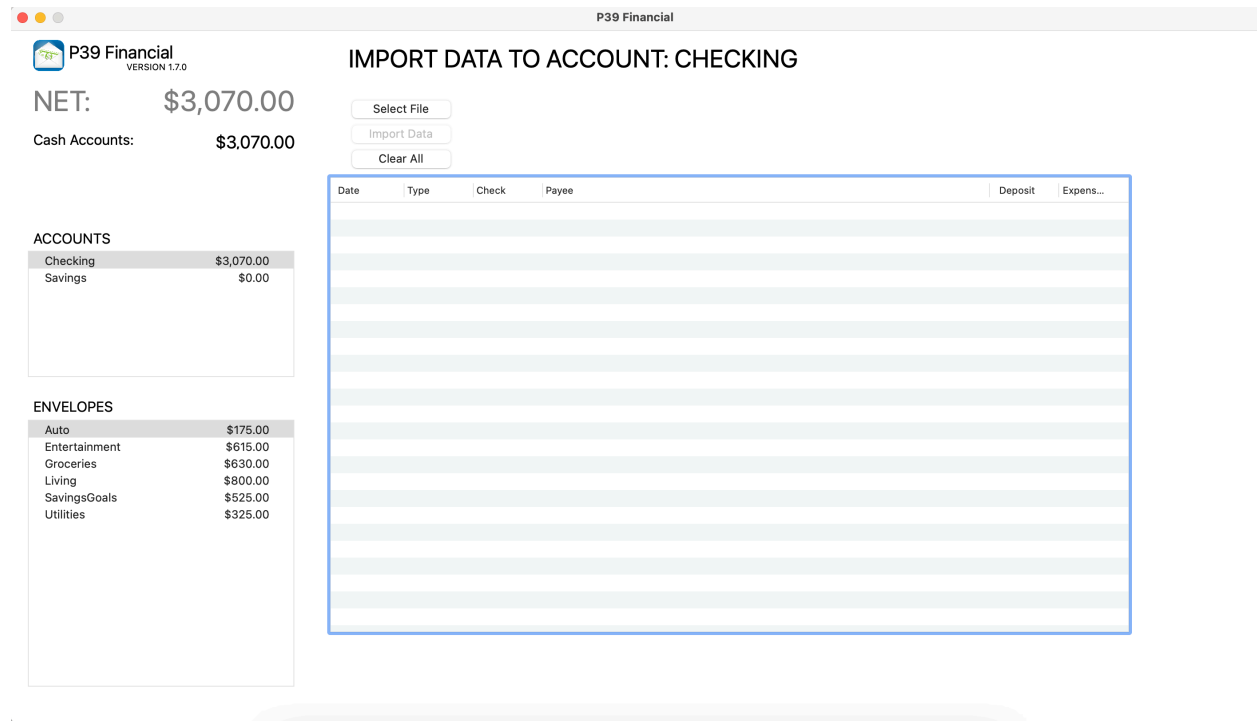 P39 Financial
P39 Financial
VERSION 1.7.0
NET: $3,070.00
Cash Accounts: $3,070.00
ACCOUNTS
Checking $3,070.00
Savings $0.00
ENVELOPES
Auto $175.00
Entertainment $615.00
Groceries $630.00
Living $800.00
SavingsGoals $525.00
Utilities $325.00
IMPORT DATA TO ACCOUNT: CHECKING
Select File
Import Data
Clear All
Date Type Check Payee Deposit Expens...